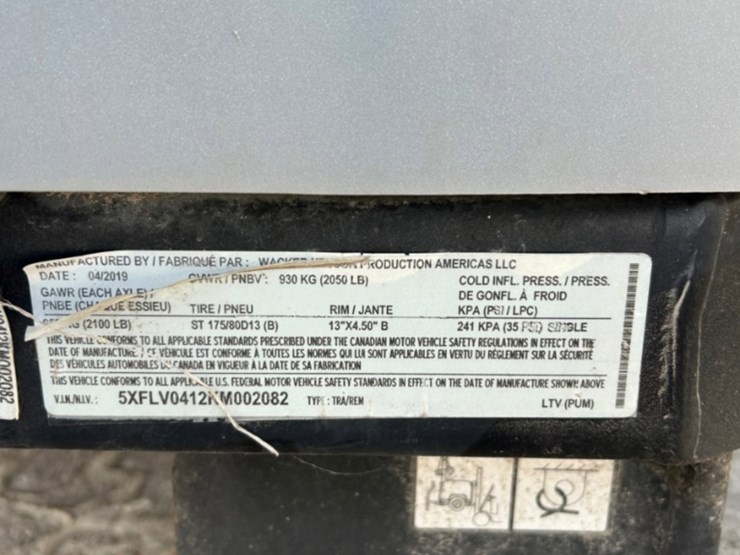 MANUFACTURED BY / FABRIQUÉ PAR : WACKER PRODUCTION AMERICAS LLC
DATE : 04/2019 GVWR / PNBV : 930 KG (2050 LB) COLD INFL. PRESS. / PRESS.
DE GONFL. À FROID
GAWR (EACH AXLE) /
PNBE (CHAQUE ESSIEU) TIRE / PNEU RIM / JANTE KPA (PSI / LPC)
KG (2100 LB) ST 175/80D13 (B) 13"X4.50" B 241 KPA (35 PSI) SINGLE
THIS VEHICLE CONFORMS TO ALL APPLICABLE STANDARDS PRESCRIBED UNDER THE CANADIAN MOTOR VEHICLE SAFETY REGULATIONS IN EFFECT ON THE
DATE OF MANUFACTURE. / CE VÉHICULE EST CONFORME À TOUTES LES NORMES QUI LUI SONT APPLICABLES EN VERTU DU RÈGLEMENT SUR LA SÉCURITÉ
DES VÉHICULES AUTOMOBILES DU CANADA EN VIGUEUR À LA DATE DE SA FABRICATION
THIS VEHICLE CONFORMS TO ALL APPLICABLE U.S. FEDERAL MOTOR VEHICLE SAFETY STANDARDS IN EFFECT ON THE DATE OF MANUFACTURE SHOWN ABOVE
V.I.N./N.I.V. : 5XFLV0412KM002082 TYPE : TRA/REM LTV (PUM)